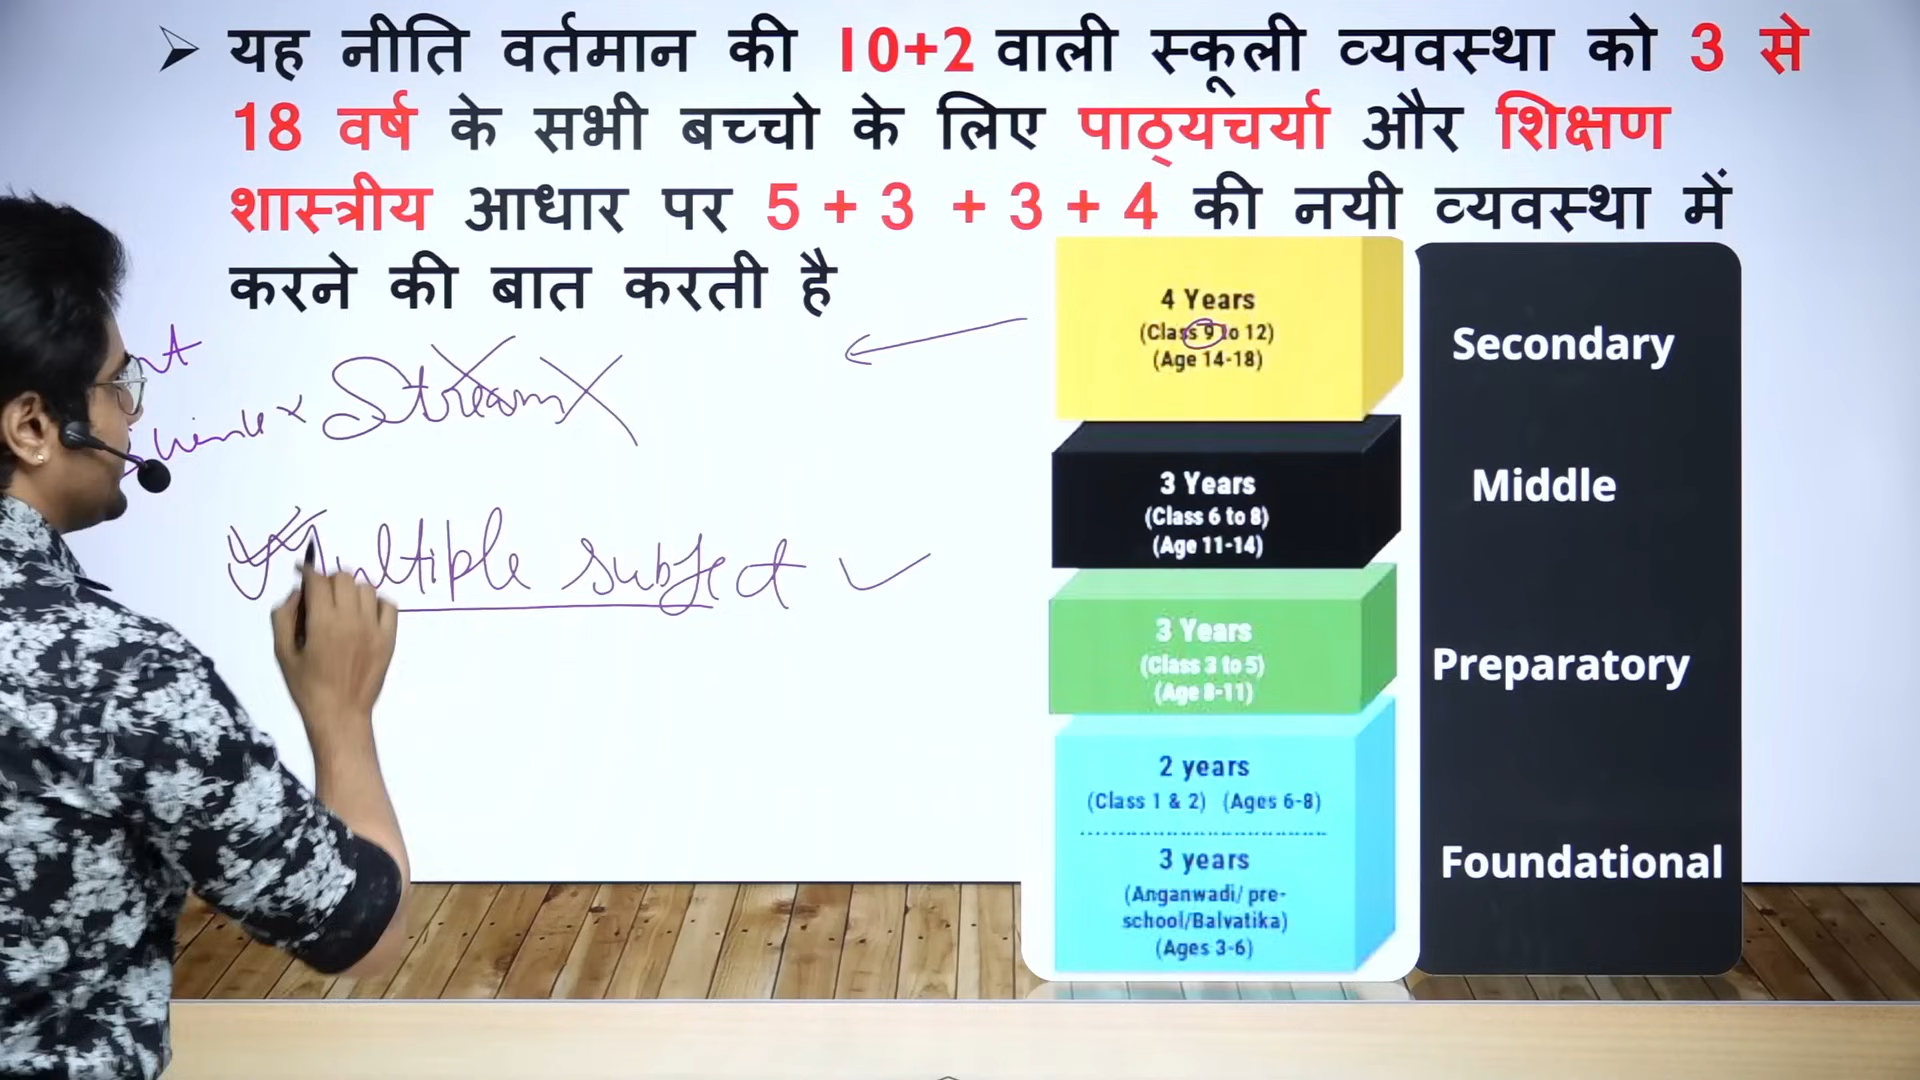 ➢ यह नीति वर्तमान की 10+2 वाली स्कूली व्यवस्था को 3 से
18 वर्ष के सभी बच्चो के लिए पाठ्यचर्या और शिक्षण
शास्त्रीय आधार पर 5 + 3 + 3 + 4 की नयी व्यवस्था में
करने की बात करती है
Stream
Multiple subject
4 Years
(Class 9 to 12)
(Age 14-18)
Secondary
3 Years
(Class 6 to 8)
(Age 11-14)
Middle
3 Years
(Class 3 to 5)
(Age 8-11)
Preparatory
2 years
(Class 1 & 2) (Ages 6-8)
3 years
(Anganwadi/ pre-
school/Balvatika)
(Ages 3-6)
Foundational